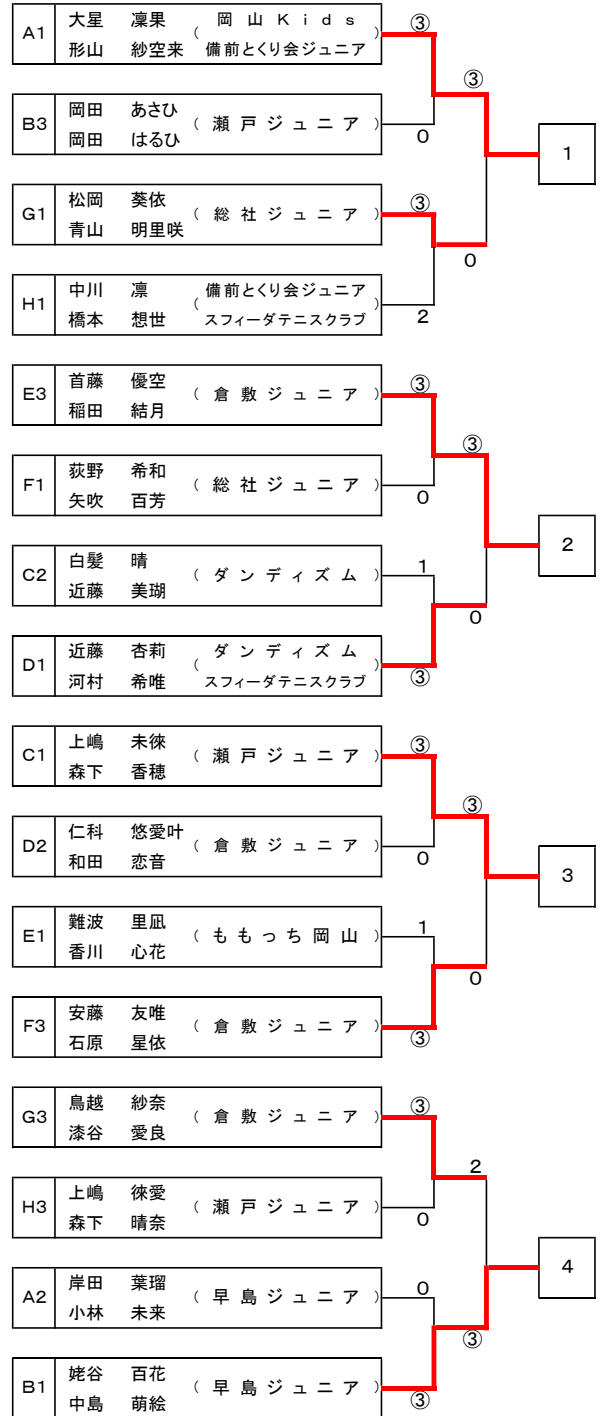 A1 大星 凜果 ( 岡山Kids ) ③
形山 紗空来 備前とくり会ジュニア
③
B3 岡田 あさひ ( 瀬戸ジュニア ) 0
岡田 はるひ
1
G1 松岡 葵依 ( 総社ジュニア ) ③
青山 明里咲
0
H1 中川 凛 ( 備前とくり会ジュニア ) 2
橋本 想世 スフィーダテニスクラブ
E3 首藤 優空 ( 倉敷ジュニア ) ③
稲田 結月
③
F1 荻野 希和 ( 総社ジュニア ) 0
矢吹 百芳
2
C2 白髪 晴 ( ダンディズム ) 1
近藤 美瑚
0
D1 近藤 杏莉 ( ダンディズム ) ③
河村 希唯 スフィーダテニスクラブ
C1 上嶋 未徠 ( 瀬戸ジュニア ) ③
森下 香穂
③
D2 仁科 悠愛叶 ( 倉敷ジュニア ) 0
和田 恋音
3
E1 難波 里凪 ( ももっち岡山 ) 1
香川 心花
0
F3 安藤 友唯 ( 倉敷ジュニア ) ③
石原 星依
G3 鳥越 紗奈 ( 倉敷ジュニア ) ③
漆谷 愛良
2
H3 上嶋 徠愛 ( 瀬戸ジュニア ) 0
森下 晴奈
4
A2 岸田 葉瑠 ( 早島ジュニア ) 0
小林 未来
③
B1 姥谷 百花 ( 早島ジュニア ) ③
中島 萌絵